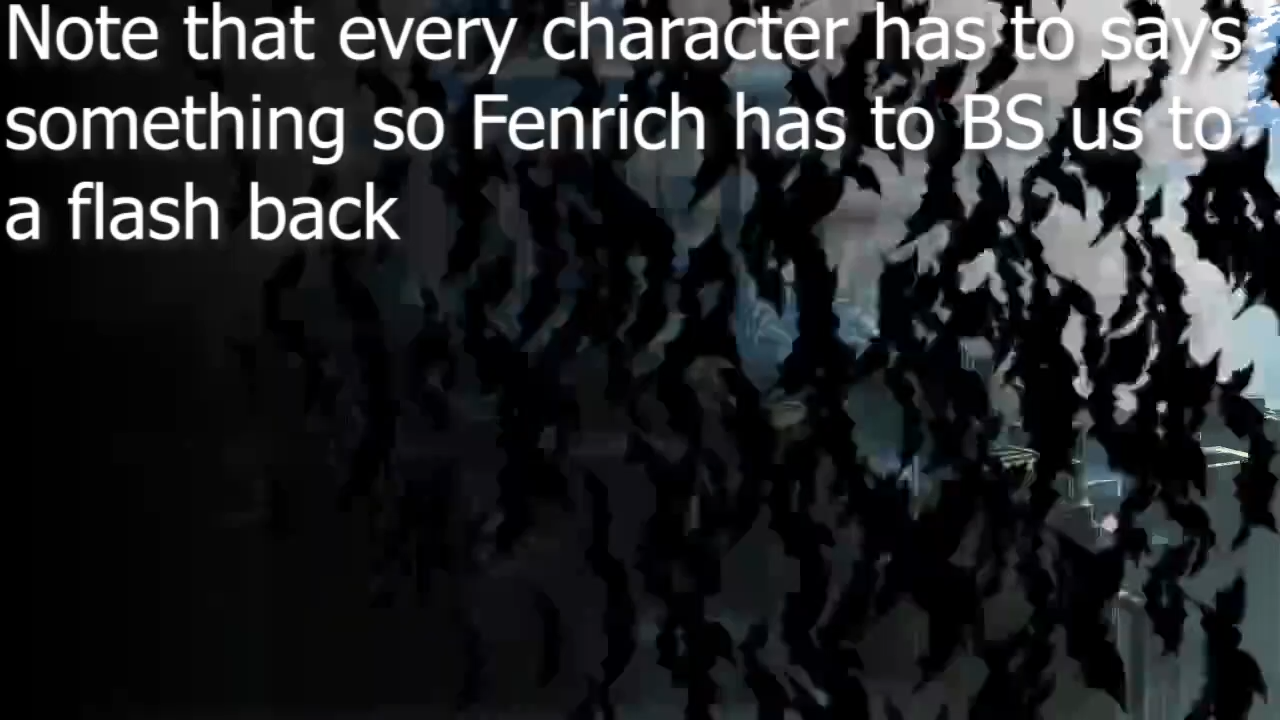 Note that every character has to says
something so Fenrich has to BS us to
a flash back